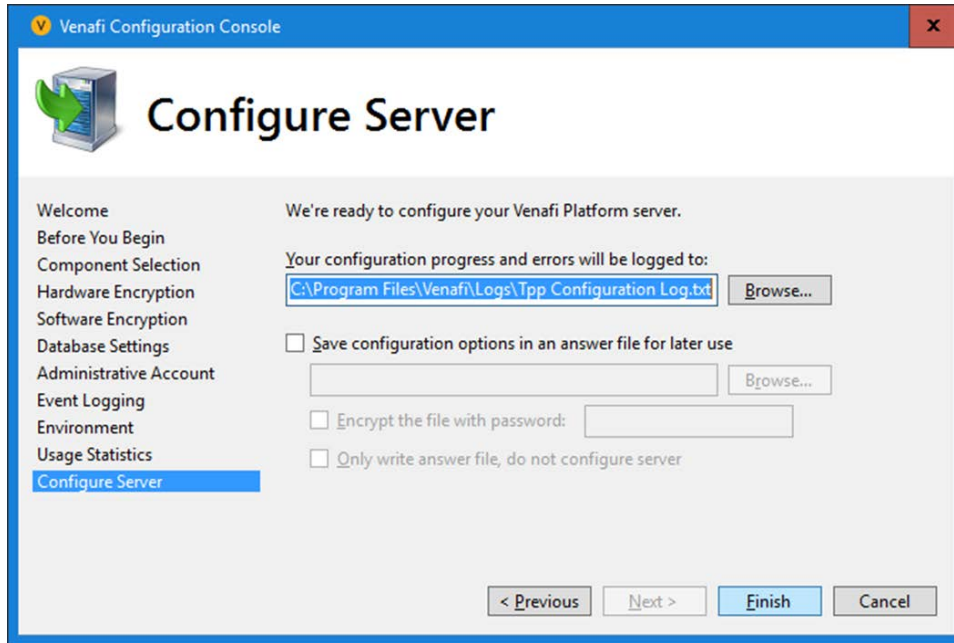 Venafi Configuration Console
x
Configure Server
Welcome
Before You Begin
Component Selection
Hardware Encryption
Software Encryption
Database Settings
Administrative Account
Event Logging
Environment
Usage Statistics
Configure Server
We're ready to configure your Venafi Platform server.
Your configuration progress and errors will be logged to:
C:\Program Files\Venafi\Logs\Tpp Configuration Log.txt
Browse...
Save configuration options in an answer file for later use
Browse...
Encrypt the file with password:
Only write answer file, do not configure server
< Previous
Next >
Finish
Cancel